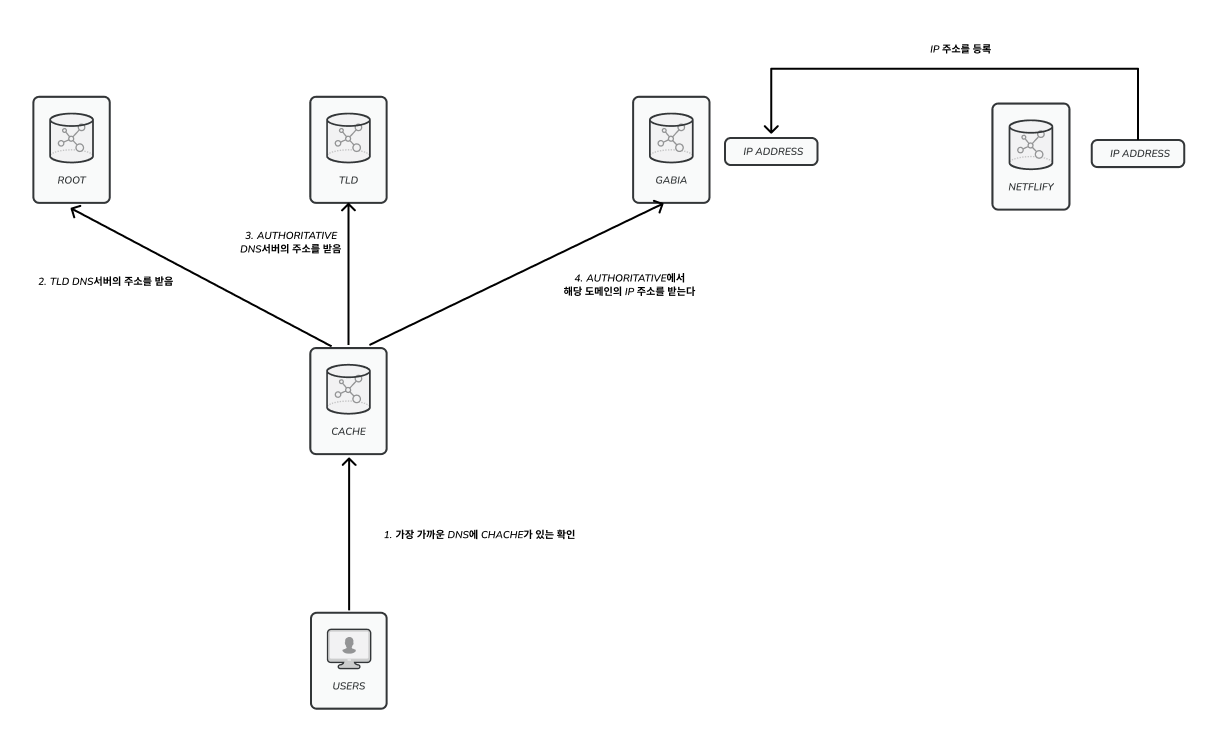 IP 주소를 등록
IP ADDRESS
IP ADDRESS
ROOT
TLD
GABIA
NETFLIFY
3. AUTHORITATIVE
DNS서버의 주소를 받음
2. TLD DNS서버의 주소를 받음
4. AUTHORITATIVE에서
해당 도메인의 IP 주소를 받는다
CACHE
1. 가장 가까운 DNS에 CHACHE가 있는 확인
USERS